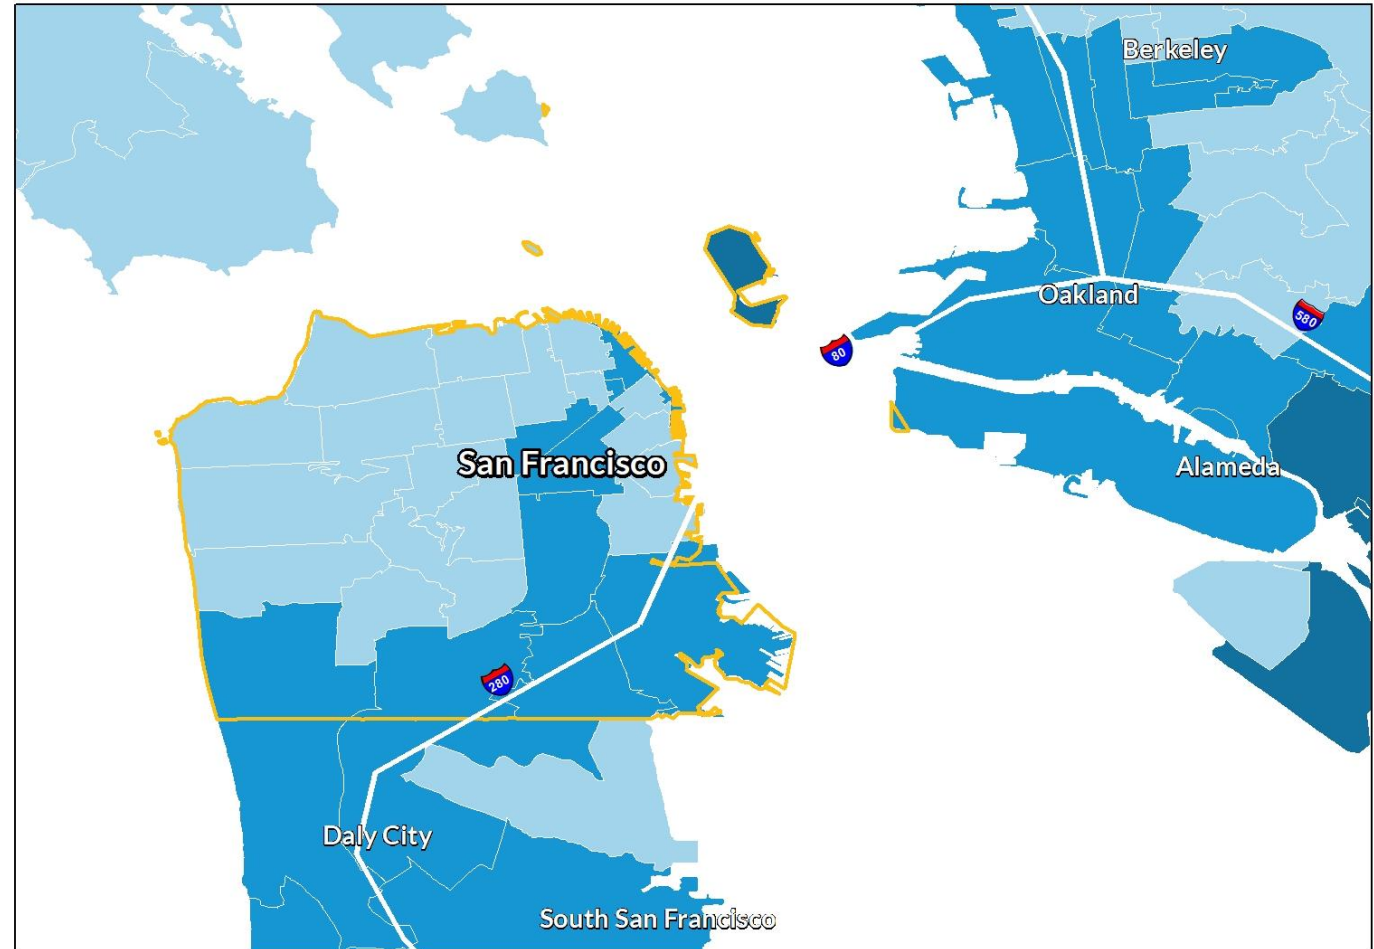 Berkeley
Oakland
580
80
San Francisco
Alameda
280
Daly City
South San Francisco